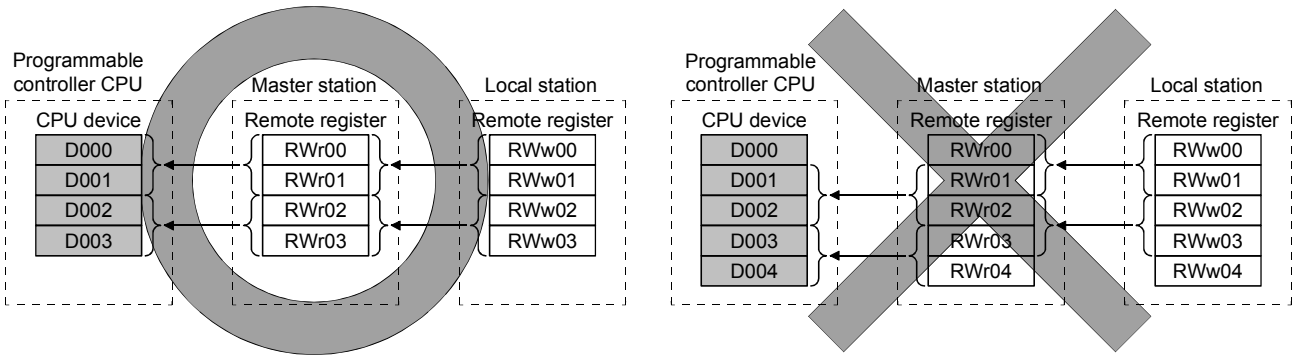 Programmable
controller CPU
Master station
Local station
CPU device
Remote register
Remote register
D000
RWr00
RWw00
D001
RWr01
RWw01
D002
RWr02
RWw02
D003
RWr03
RWw03
Programmable
controller CPU
Master station
Local station
CPU device
Remote register
Remote register
D000
RWr00
RWw00
D001
RWr01
RWw01
D002
RWr02
RWw02
D003
RWr03
RWw03
D004
RWr04
RWw04